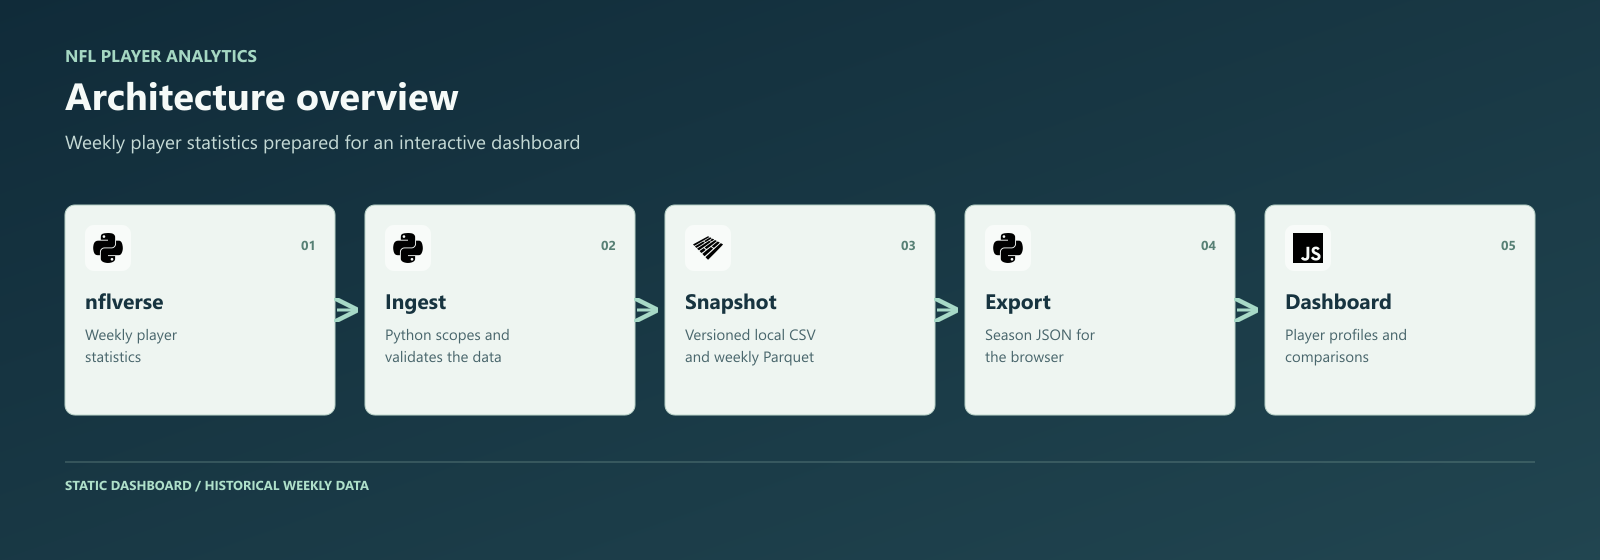 NFL PLAYER ANALYTICS
Architecture overview
Weekly player statistics prepared for an interactive dashboard
01
nflverse
Weekly player
statistics
02
Ingest
Python scopes and
validates the data
03
Snapshot
Versioned local CSV
and weekly Parquet
04
Export
Season JSON for
the browser
JS
05
Dashboard
Player profiles and
comparisons
STATIC DASHBOARD / HISTORICAL WEEKLY DATA